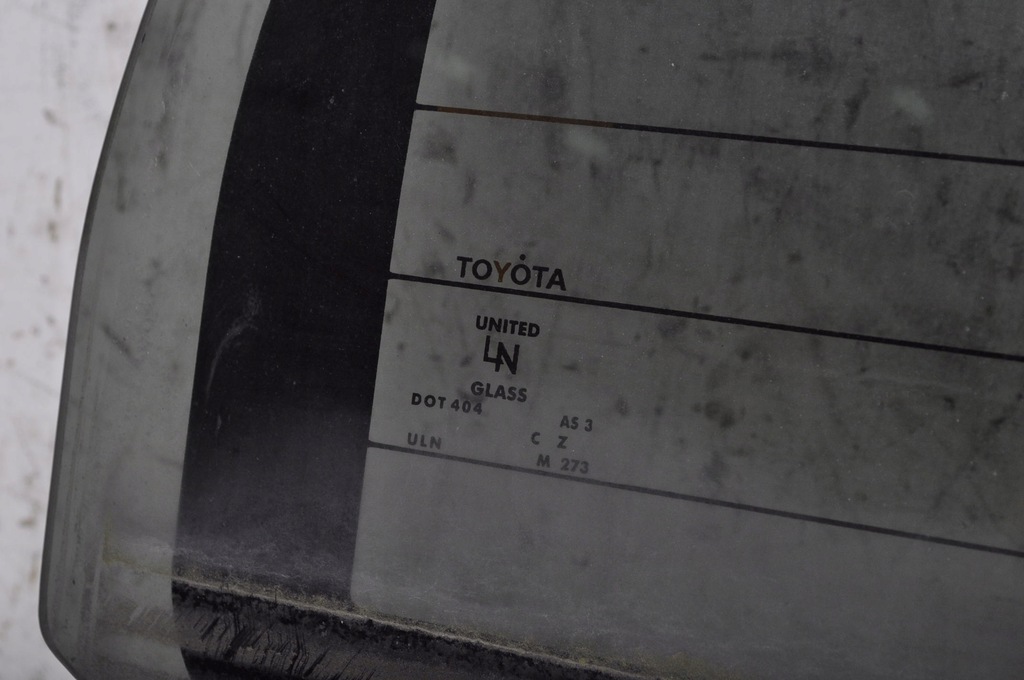 TOYOTA
UNITED
LN
GLASS
DOT 404 AS 3
C Z
ULN M 273